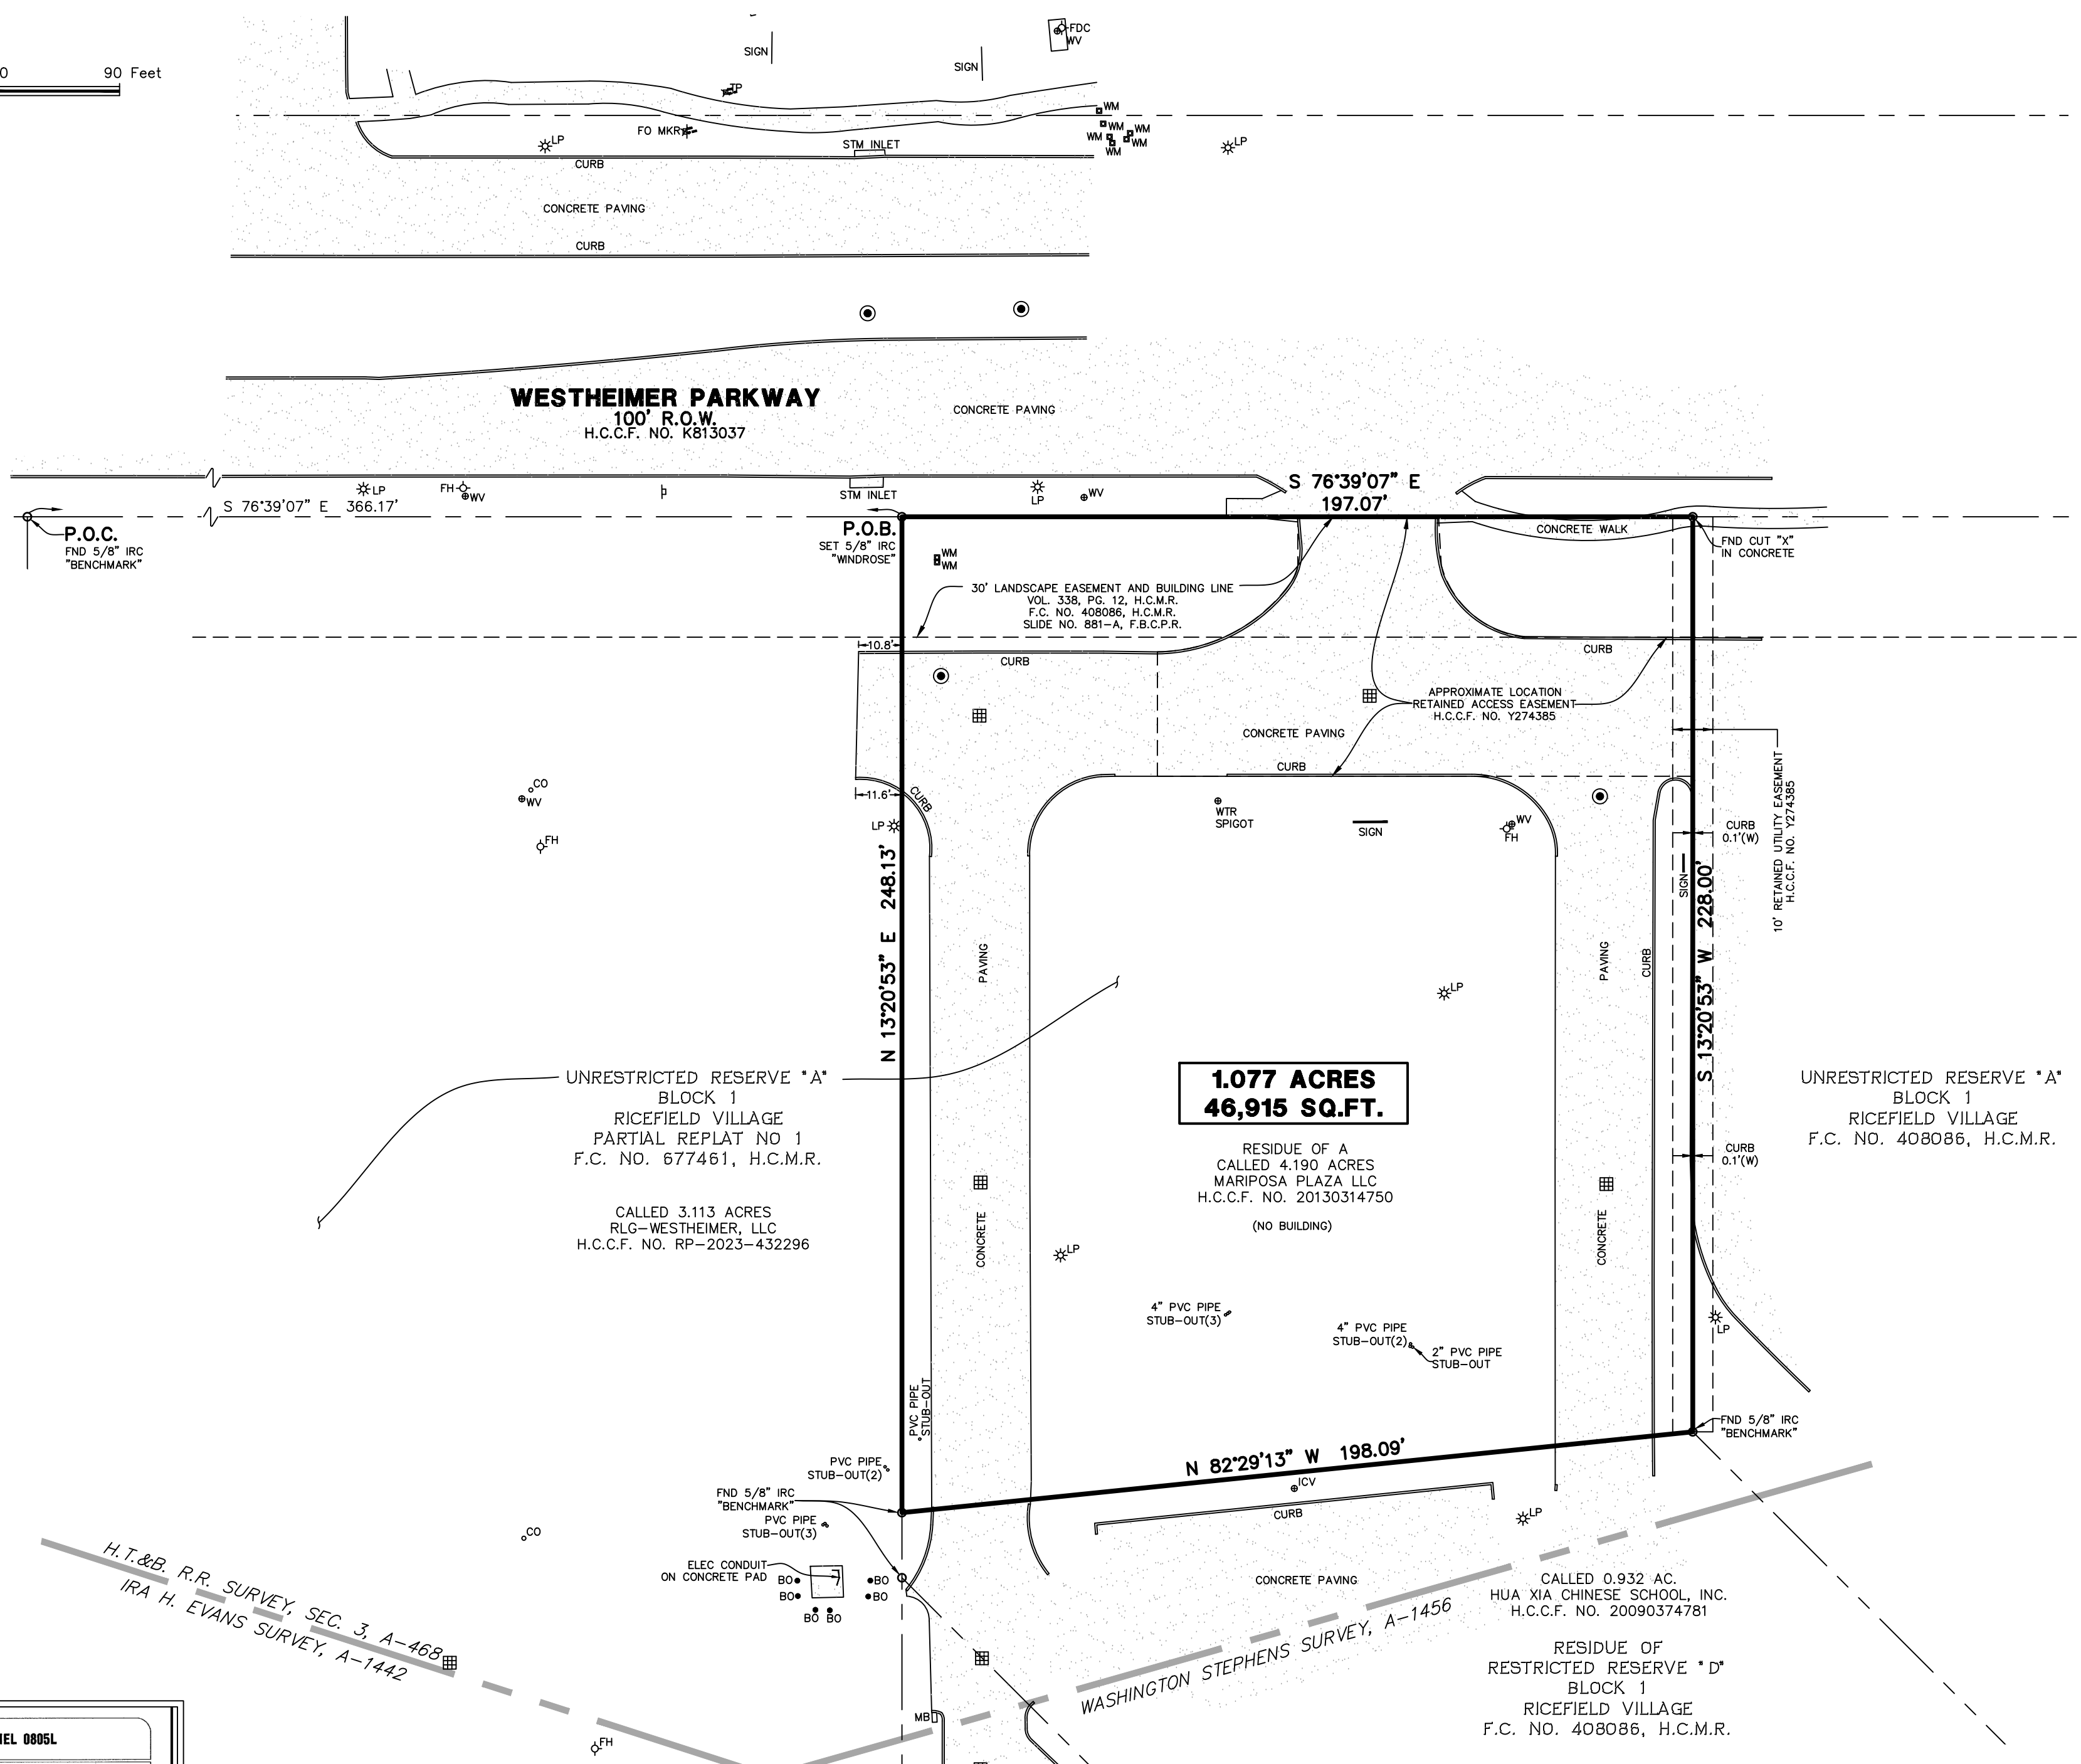 0
90 Feet
SIGN
SIGN
FDC
WV
TP
FO MKR
LP
STM INLET
WM
WM
WM
WM
WM
WM
LP
CURB
CONCRETE PAVING
CURB
WESTHEIMER PARKWAY
100' R.O.W.
H.C.C.F. NO. K813037
CONCRETE PAVING
LP
FH
WV
STM INLET
LP
WV
S 76°39'07" E
197.07'
S 76°39'07" E 366.17'
P.O.C.
FND 5/8" IRC
"BENCHMARK"
P.O.B.
SET 5/8" IRC
"WINDROSE"
WM
WM
CONCRETE WALK
FND CUT "X"
IN CONCRETE
30' LANDSCAPE EASEMENT AND BUILDING LINE
VOL. 338, PG. 12, H.C.M.R.
F.C. NO. 408086, H.C.M.R.
SLIDE NO. 881-A, F.B.C.P.R.
10.8'
CURB
CURB
APPROXIMATE LOCATION
RETAINED ACCESS EASEMENT
H.C.C.F. NO. Y274385
CONCRETE PAVING
CURB
10' RETAINED UTILITY EASEMENT
H.C.C.F. NO. Y274385
CO
WV
FH
11.6'
CURB
LP
WTR
SPIGOT
SIGN
WV
FH
CURB
0.1'(W)
SIGN
N 13°20'53" E 248.13'
S 13°20'53" W 228.00'
PAVING
PAVING
CURB
LP
UNRESTRICTED RESERVE "A"
BLOCK 1
RICEFIELD VILLAGE
PARTIAL REPLAT NO 1
F.C. NO. 677461, H.C.M.R.
CALLED 3.113 ACRES
RLG-WESTHEIMER, LLC
H.C.C.F. NO. RP-2023-432296
1.077 ACRES
46,915 SQ.FT.
RESIDUE OF A
CALLED 4.190 ACRES
MARIPOSA PLAZA LLC
H.C.C.F. NO. 20130314750
(NO BUILDING)
UNRESTRICTED RESERVE "A"
BLOCK 1
RICEFIELD VILLAGE
F.C. NO. 408086, H.C.M.R.
CURB
0.1'(W)
CONCRETE
CONCRETE
LP
4" PVC PIPE
STUB-OUT(3)
4" PVC PIPE
STUB-OUT(2)
2" PVC PIPE
STUB-OUT
LP
PVC PIPE
STUB-OUT
FND 5/8" IRC
"BENCHMARK"
N 82°29'13" W 198.09'
PVC PIPE
STUB-OUT(2)
FND 5/8" IRC
"BENCHMARK"
PVC PIPE
STUB-OUT(3)
ICV
CURB
LP
CO
ELEC CONDUIT
ON CONCRETE PAD
BO
BO
BO
BO
BO
BO
CONCRETE PAVING
H.T.&B. R.R. SURVEY, SEC. 3, A-468
IRA H. EVANS SURVEY, A-1442
WASHINGTON STEPHENS SURVEY, A-1456
CALLED 0.932 AC.
HUA XIA CHINESE SCHOOL, INC.
H.C.C.F. NO. 20090374781
RESIDUE OF
RESTRICTED RESERVE "D"
BLOCK 1
RICEFIELD VILLAGE
F.C. NO. 408086, H.C.M.R.
MB
FH
EL 0805L